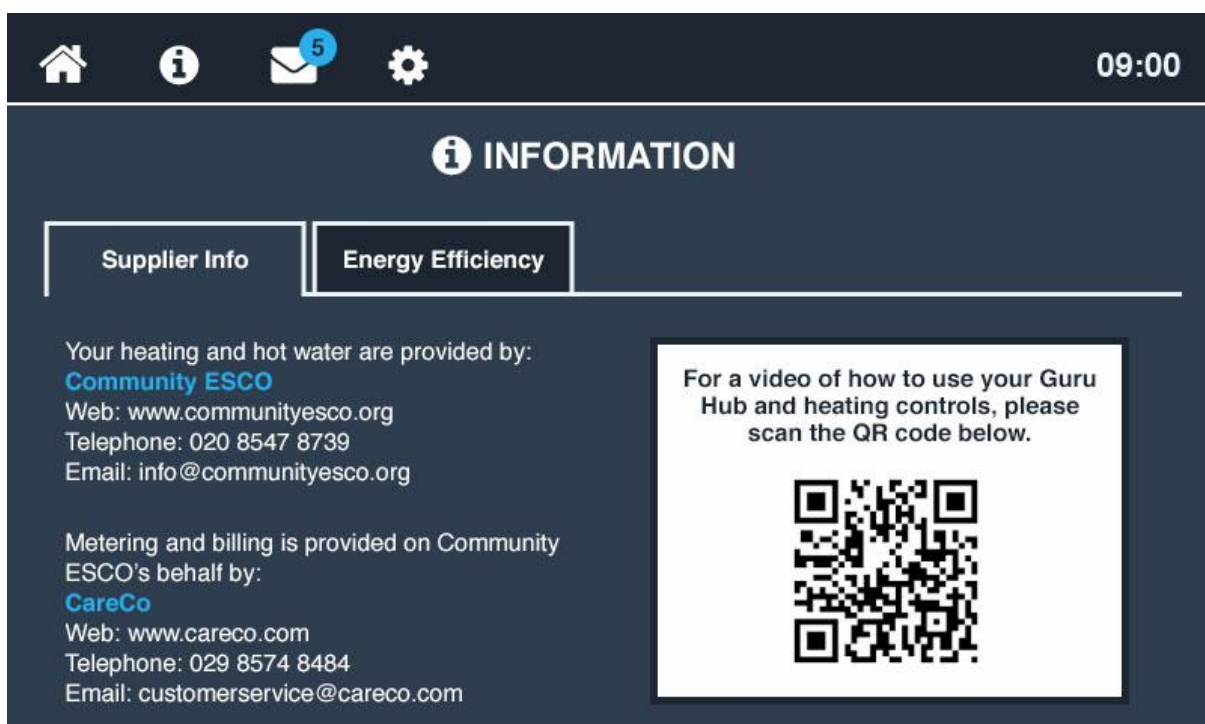 5
09:00
INFORMATION
Supplier Info
Energy Efficiency
Your heating and hot water are provided by:
Community ESCO
Web: www.communityesco.org
Telephone: 020 8547 8739
Email: info@communityesco.org
Metering and billing is provided on Community
ESCO's behalf by:
CareCo
Web: www.careco.com
Telephone: 029 8574 8484
Email: customerservice@careco.com
For a video of how to use your Guru
Hub and heating controls, please
scan the QR code below.